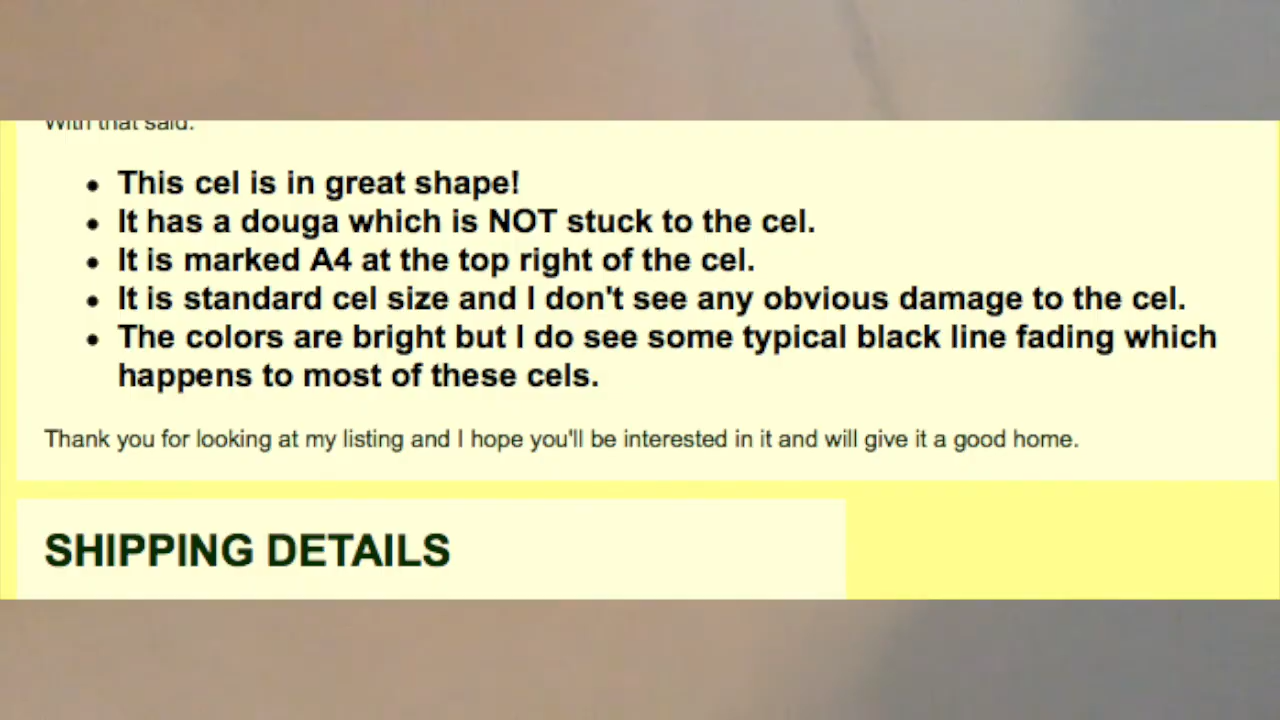 With that said:
This cel is in great shape!
It has a douga which is NOT stuck to the cel.
It is marked A4 at the top right of the cel.
It is standard cel size and I don't see any obvious damage to the cel.
The colors are bright but I do see some typical black line fading which
happens to most of these cels.
Thank you for looking at my listing and I hope you'll be interested in it and will give it a good home.
SHIPPING DETAILS